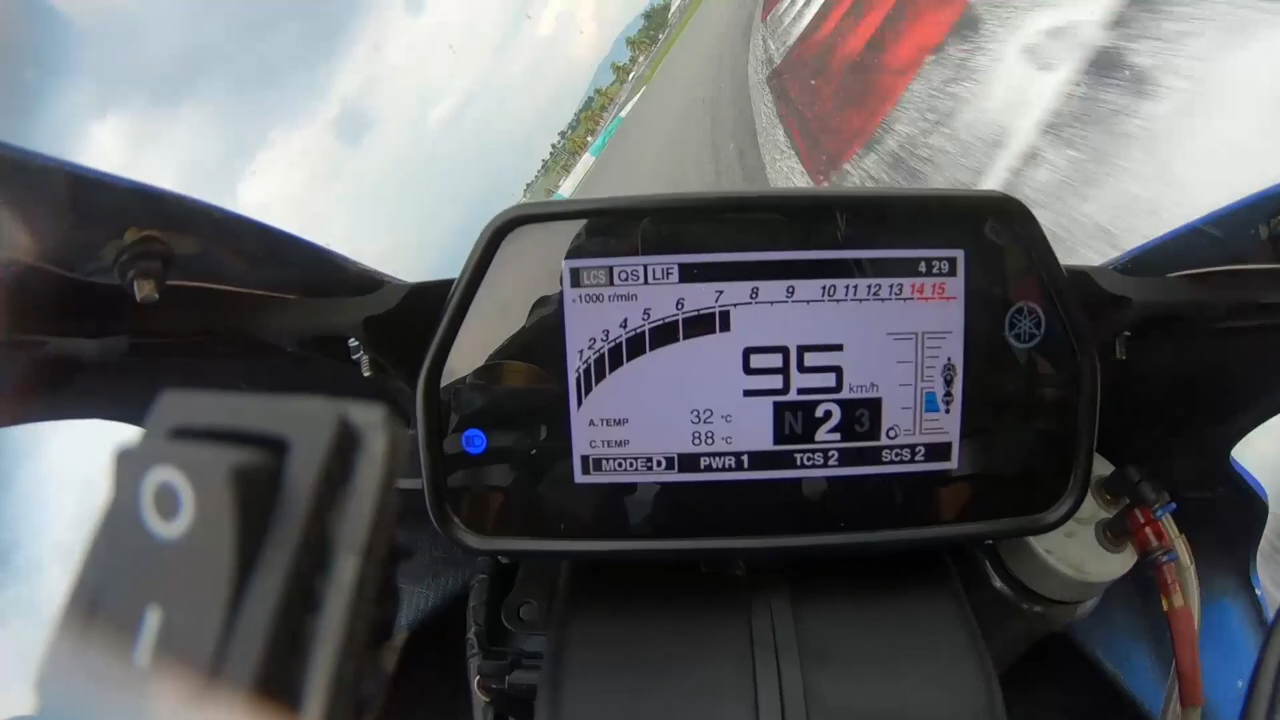 LCS QS LIF 4 29
×1000 r/min
1 2 3 4 5 6 7 8 9 10 11 12 13 14 15
95 km/h
N 2 3
A.TEMP 32 °C
C.TEMP 88 °C
MODE-D PWR 1 TCS 2 SCS 2
O
I